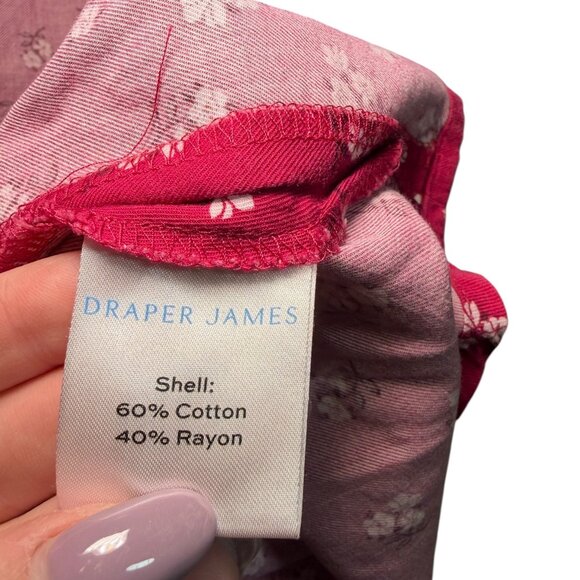 DRAPER JAMES
Shell:
60% Cotton
40% Rayon